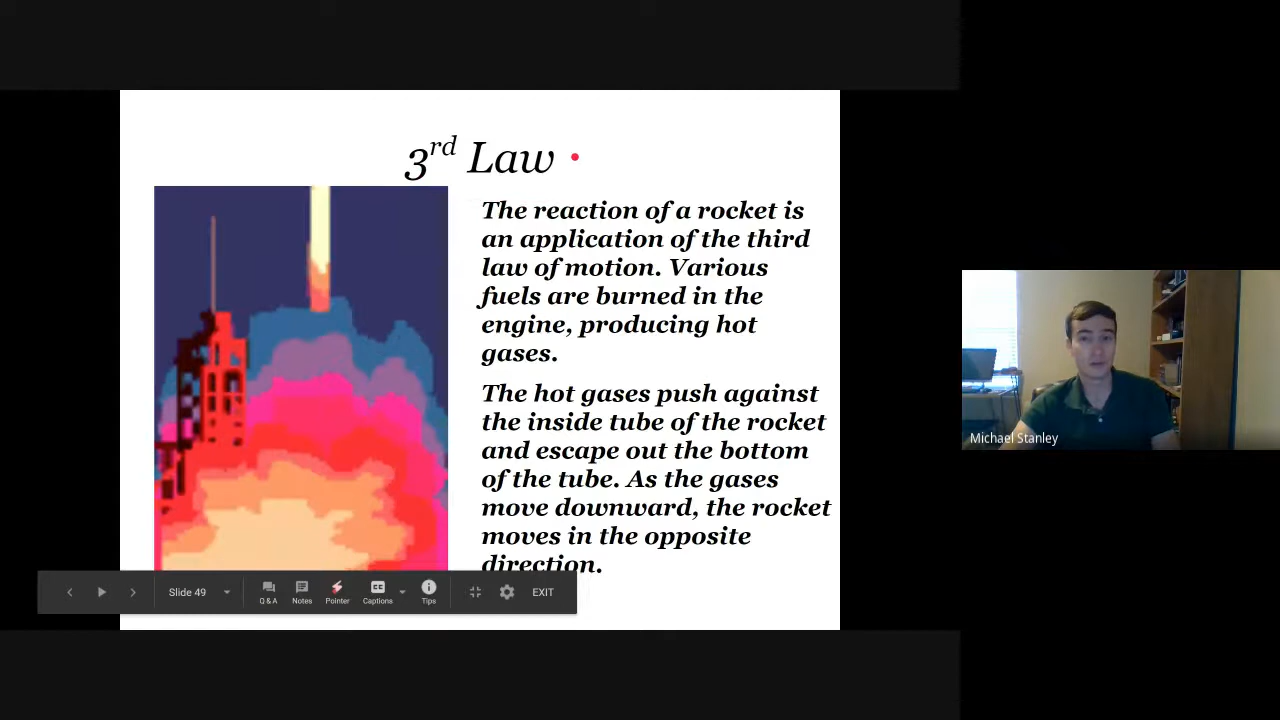 3rd Law
The reaction of a rocket is
an application of the third
law of motion. Various
fuels are burned in the
engine, producing hot
gases.
The hot gases push against
the inside tube of the rocket
and escape out the bottom
of the tube. As the gases
move downward, the rocket
moves in the opposite
direction.
Slide 49
Q & A
Notes
Pointer
CC
Captions
Tips
EXIT
Michael Stanley